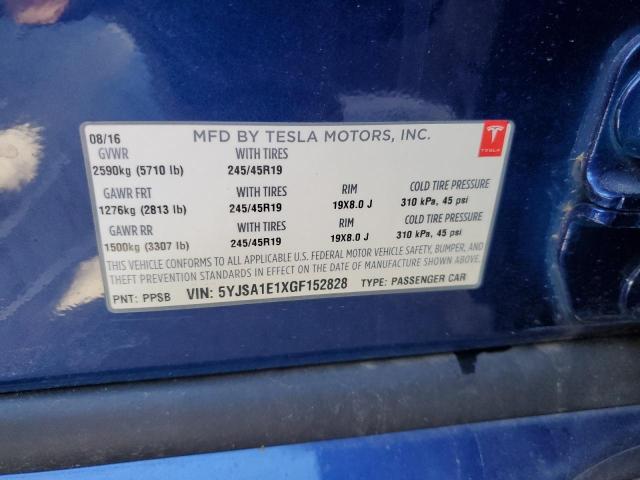 08/16 MFD BY TESLA MOTORS, INC. TESLA
GVWR WITH TIRES
2590kg (5710 lb) 245/45R19
GAWR FRT WITH TIRES RIM COLD TIRE PRESSURE
1276kg (2813 lb) 245/45R19 19X8.0 J 310 kPa, 45 psi
GAWR RR WITH TIRES RIM COLD TIRE PRESSURE
1500kg (3307 lb) 245/45R19 19X8.0 J 310 kPa, 45 psi
THIS VEHICLE CONFORMS TO ALL APPLICABLE U.S. FEDERAL MOTOR VEHICLE SAFETY, BUMPER, AND
THEFT PREVENTION STANDARDS IN EFFECT ON THE DATE OF MANUFACTURE SHOWN ABOVE.
PNT: PPSB VIN: 5YJSA1E1XGF152828 TYPE: PASSENGER CAR